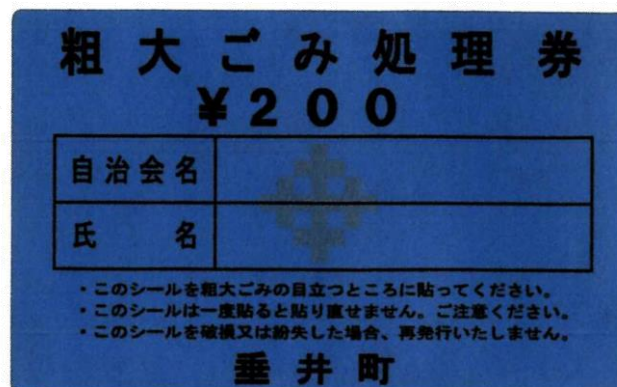 粗大ごみ処理券
¥200
自治会名
氏名
・このシールを粗大ごみの目立つところに貼ってください。
・このシールは一度貼ると貼り直せません。ご注意ください。
・このシールを破損又は紛失した場合、再発行いたしません。
垂井町